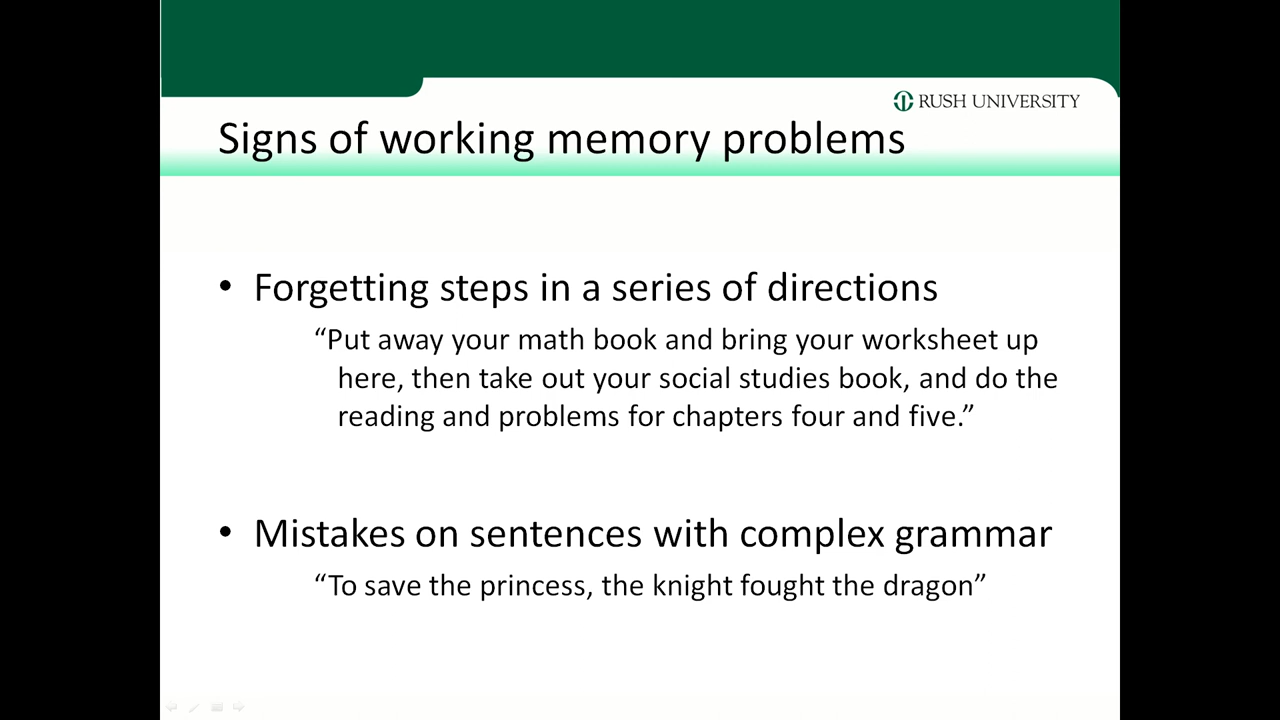 RUSH UNIVERSITY
Signs of working memory problems
• Forgetting steps in a series of directions
“Put away your math book and bring your worksheet up
here, then take out your social studies book, and do the
reading and problems for chapters four and five.”
• Mistakes on sentences with complex grammar
“To save the princess, the knight fought the dragon”